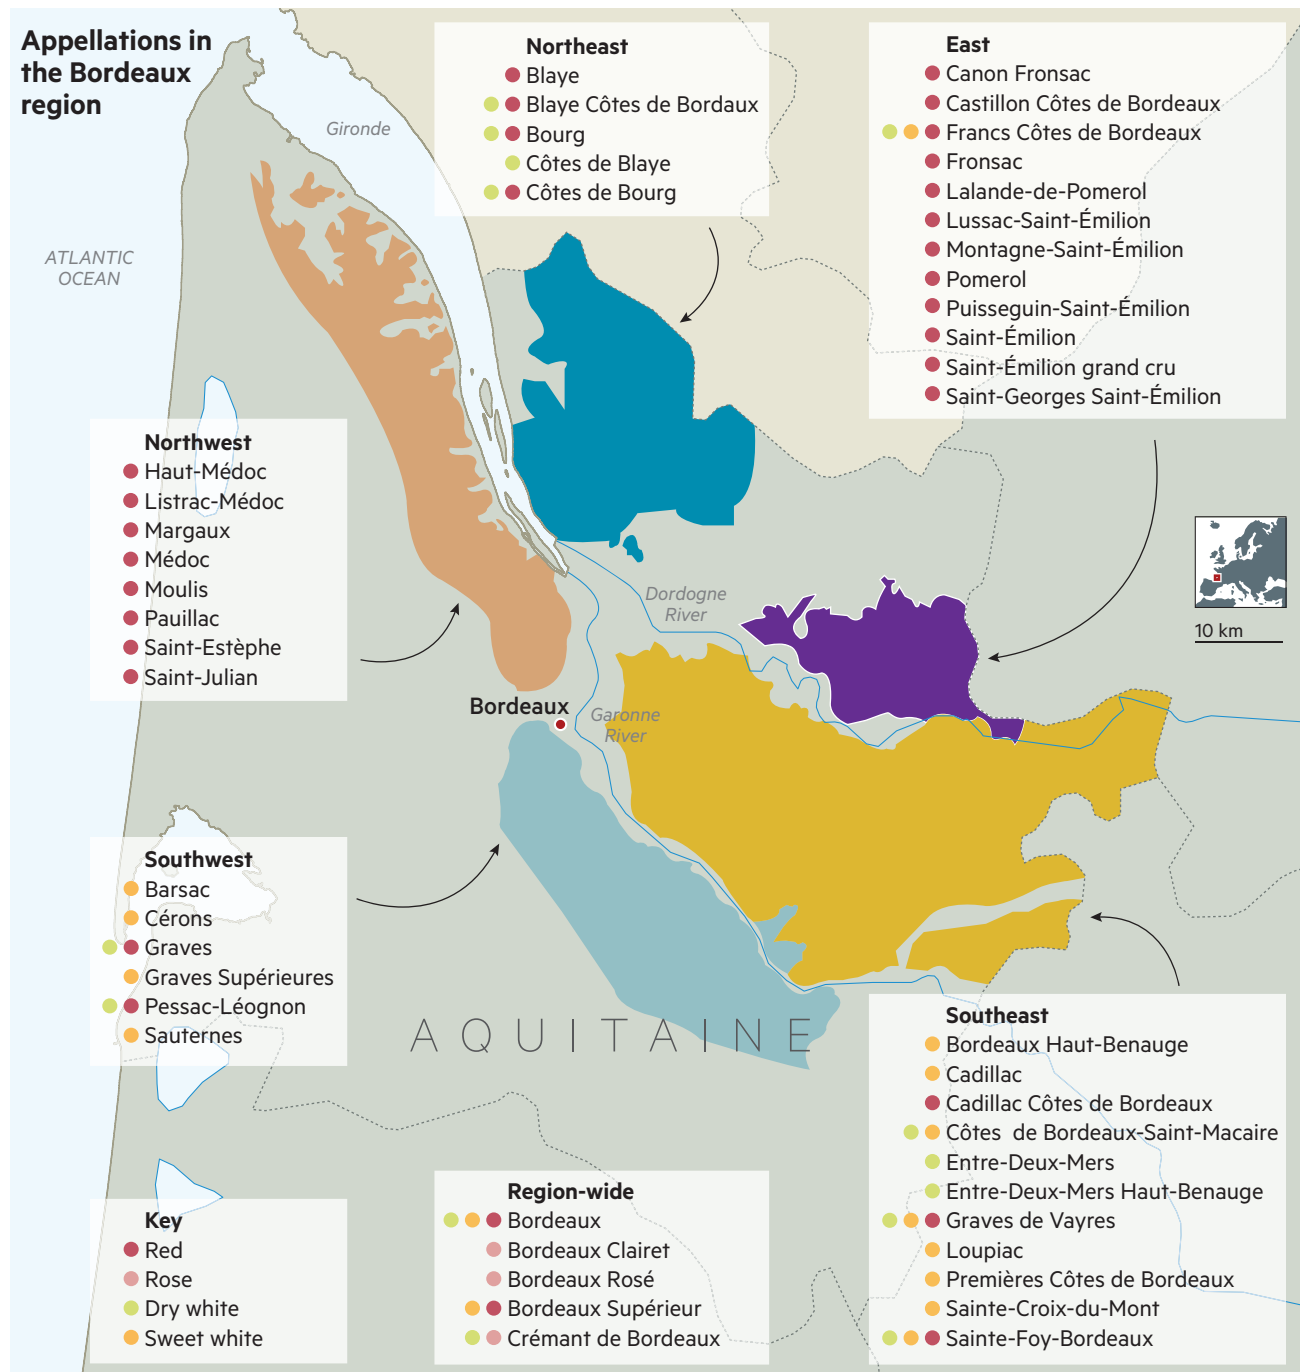 Appellations in
the Bordeaux
region
Gironde
ATLANTIC
OCEAN
Northeast
Blaye
Blaye Côtes de Bordaux
Bourg
Côtes de Blaye
Côtes de Bourg
East
Canon Fronsac
Castillon Côtes de Bordeaux
Francs Côtes de Bordeaux
Fronsac
Lalande-de-Pomerol
Lussac-Saint-Émilion
Montagne-Saint-Émilion
Pomerol
Puisseguin-Saint-Émilion
Saint-Émilion
Saint-Émilion grand cru
Saint-Georges Saint-Émilion
Northwest
Haut-Médoc
Listrac-Médoc
Margaux
Médoc
Moulis
Pauillac
Saint-Estèphe
Saint-Julian
Dordogne
River
10 km
Bordeaux
Garonne
River
Southwest
Barsac
Cérons
Graves
Graves Supérieures
Pessac-Léognon
Sauternes
AQUITAINE
Southeast
Bordeaux Haut-Benauge
Cadillac
Cadillac Côtes de Bordeaux
Côtes de Bordeaux-Saint-Macaire
Entre-Deux-Mers
Entre-Deux-Mers Haut-Benauge
Graves de Vayres
Loupiac
Premières Côtes de Bordeaux
Sainte-Croix-du-Mont
Sainte-Foy-Bordeaux
Key
Red
Rose
Dry white
Sweet white
Region-wide
Bordeaux
Bordeaux Clairet
Bordeaux Rosé
Bordeaux Supérieur
Crémant de Bordeaux